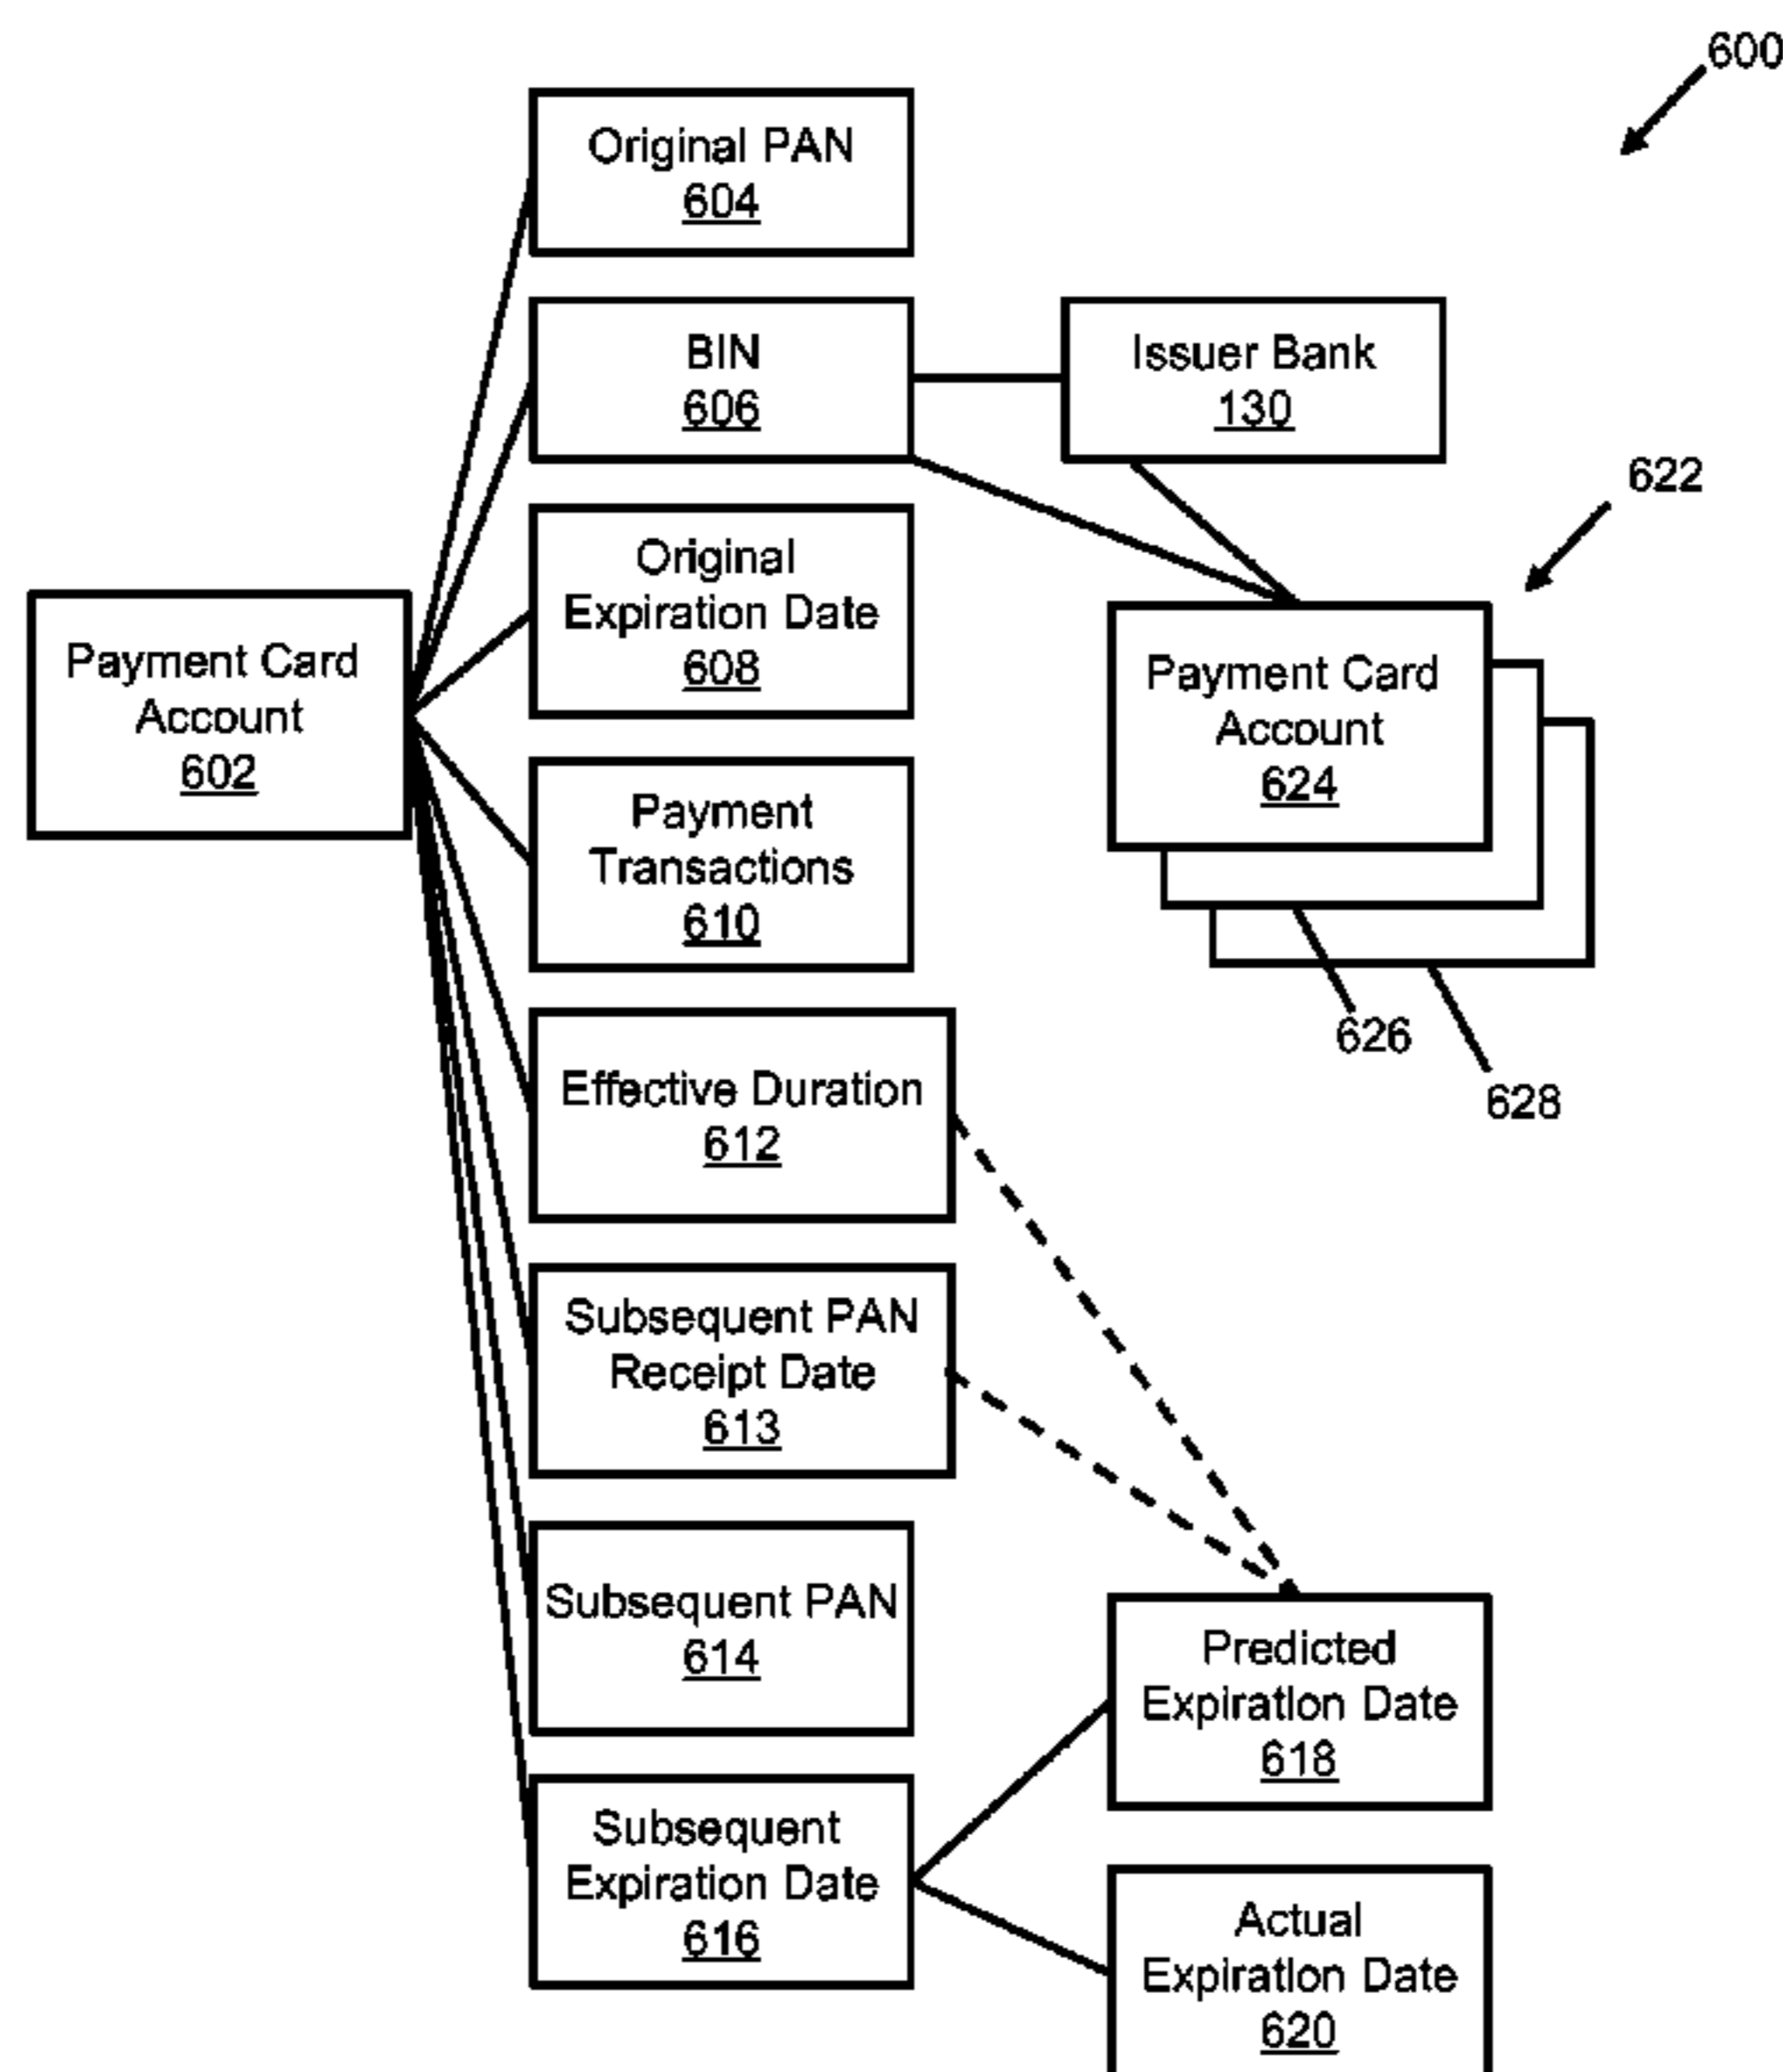 600
Original PAN
604
BIN
606
Issuer Bank
130
622
Original
Expiration Date
608
Payment Card
Account
602
Payment Card
Account
624
Payment
Transactions
610
626
628
Effective Duration
612
Subsequent PAN
Receipt Date
613
Subsequent PAN
614
Predicted
Expiration Date
618
Subsequent
Expiration Date
616
Actual
Expiration Date
620